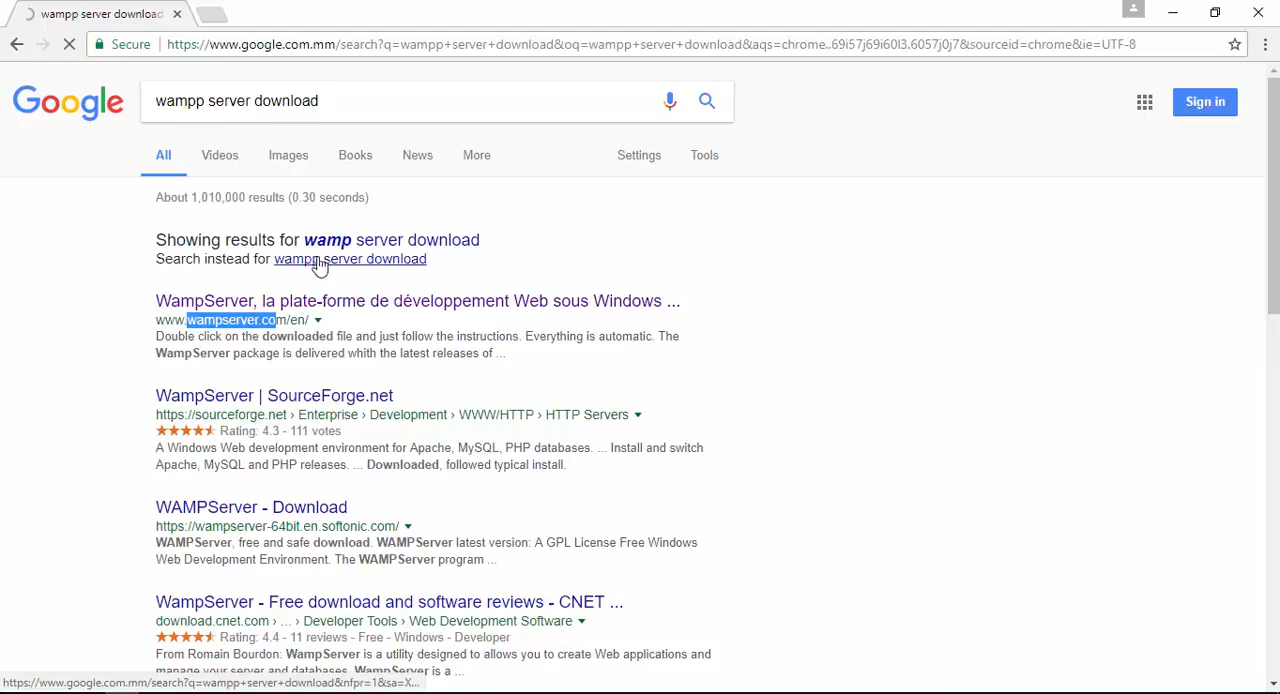 wampp server download
Secure
https://www.google.com.mm/search?q=wampp+server+download&oq=wampp+server+download&aqs=chrome..69i57j69i60l3.6057j0j7&sourceid=chrome&ie=UTF-8
Google
wampp server download
Sign in
All
Videos
Images
Books
News
More
Settings
Tools
About 1,010,000 results (0.30 seconds)
Showing results for wamp server download
Search instead for wampp server download
WampServer, la plate-forme de développement Web sous Windows ...
www.wampserver.com/en/
Double click on the downloaded file and just follow the instructions. Everything is automatic. The
WampServer package is delivered whith the latest releases of ...
WampServer | SourceForge.net
https://sourceforge.net › Enterprise › Development › WWW/HTTP › HTTP Servers
Rating: 4.3 - 111 votes
A Windows Web development environment for Apache, MySQL, PHP databases. ... Install and switch
Apache, MySQL and PHP releases. ... Downloaded, followed typical install.
WAMPServer - Download
https://wampserver-64bit.en.softonic.com/
WAMPServer, free and safe download. WAMPServer latest version: A GPL License Free Windows
Web Development Environment. The WAMPServer program ...
WampServer - Free download and software reviews - CNET ...
download.cnet.com › ... › Developer Tools › Web Development Software
Rating: 4.4 - 11 reviews - Free - Windows - Developer
From Romain Bourdon: WampServer is a utility designed to allows you to create Web applications and
manage your server and databases. WampServer is a ...
https://www.google.com.mm/search?q=wampp+server+download&nfpr=1&sa=X...